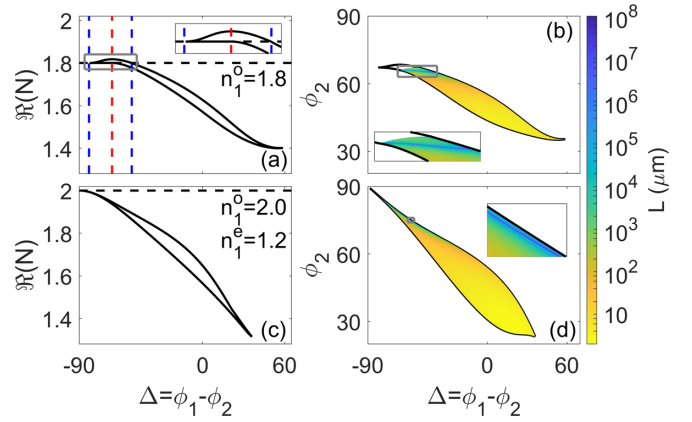 2
1.8
1.6
1.4
ℜ(N)
n₁ᵒ=1.8
(a)
90
60
30
ϕ₂
(b)
2
1.8
1.6
1.4
ℜ(N)
n₁ᵒ=2.0
n₁ᵉ=1.2
(c)
-90
0
60
Δ=ϕ₁-ϕ₂
90
60
30
ϕ₂
(d)
-90
0
60
Δ=ϕ₁-ϕ₂
10⁸
10⁷
10⁶
10⁵
10⁴
10³
10²
10
L (μm)